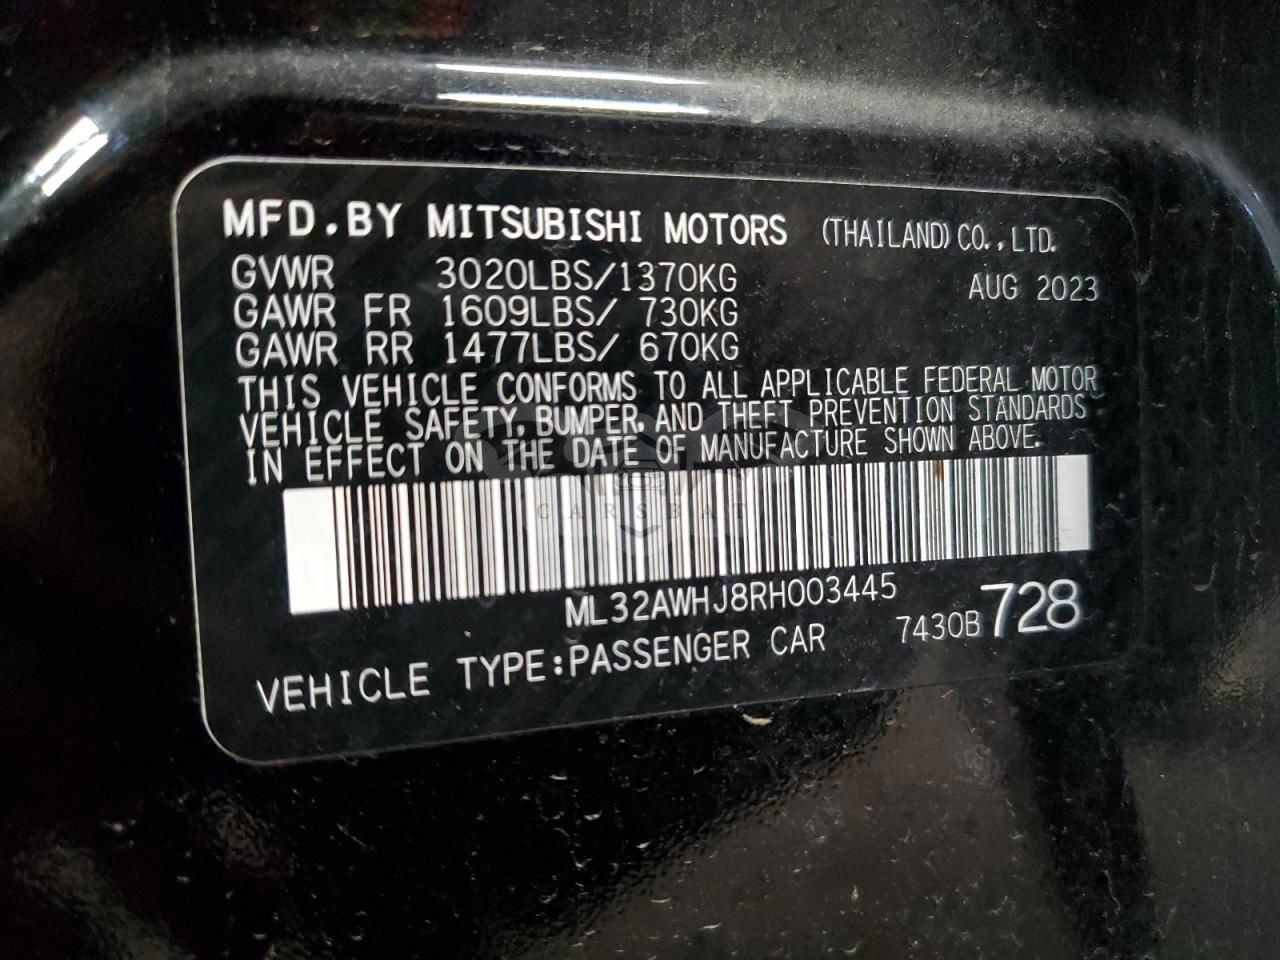 MFD.BY MITSUBISHI MOTORS (THAILAND) CO.,LTD.
GVWR 3020LBS/1370KG AUG 2023
GAWR FR 1609LBS/ 730KG
GAWR RR 1477LBS/ 670KG
THIS VEHICLE CONFORMS TO ALL APPLICABLE FEDERAL MOTOR
VEHICLE SAFETY, BUMPER, AND THEFT PREVENTION STANDARDS
IN EFFECT ON THE DATE OF MANUFACTURE SHOWN ABOVE.
CARSBAT
ML32AWHJ8RH003445
VEHICLE TYPE:PASSENGER CAR 7430B 728